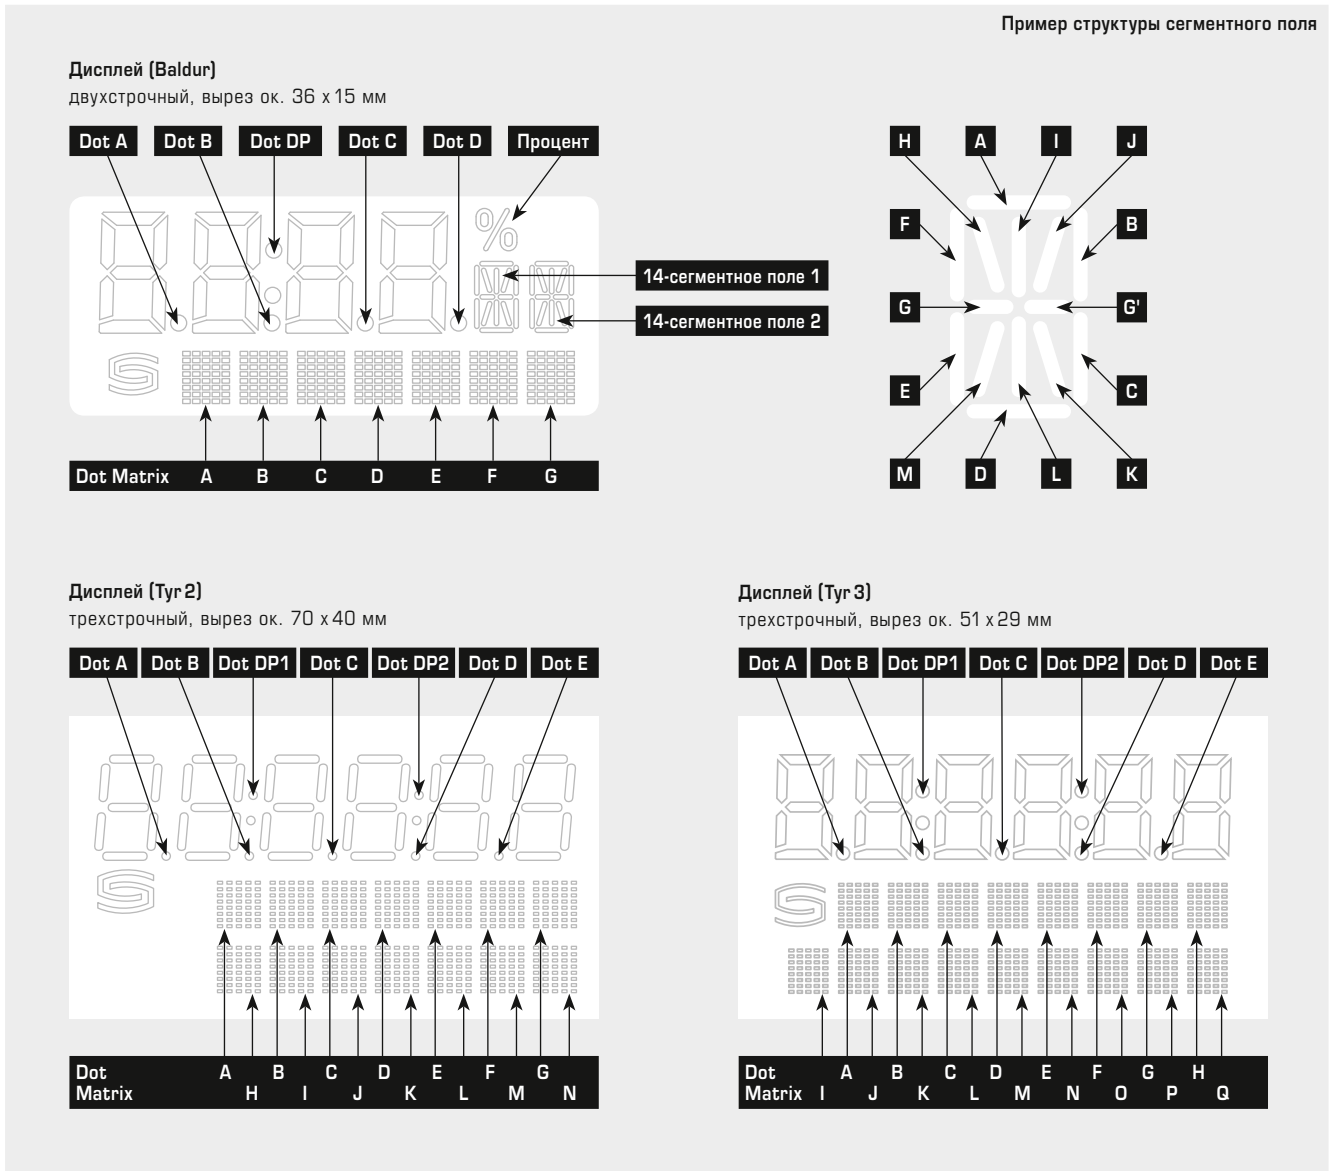 Пример структуры сегментного поля
Дисплей (Baldur)
двухстрочный, вырез ок. 36 x 15 мм
Dot A Dot B Dot DP Dot C Dot D Процент
%
S
14-сегментное поле 1
14-сегментное поле 2
Dot Matrix A B C D E F G
H A I J
F B
G G'
E C
M D L K
Дисплей (Tyr 2)
трехстрочный, вырез ок. 70 x 40 мм
Dot A Dot B Dot DP1 Dot C Dot DP2 Dot D Dot E
S
Dot A B C D E F G
Matrix H I J K L M N
Дисплей (Tyr 3)
трехстрочный, вырез ок. 51 x 29 мм
Dot A Dot B Dot DP1 Dot C Dot DP2 Dot D Dot E
S
Dot A B C D E F G H
Matrix I J K L M N O P Q